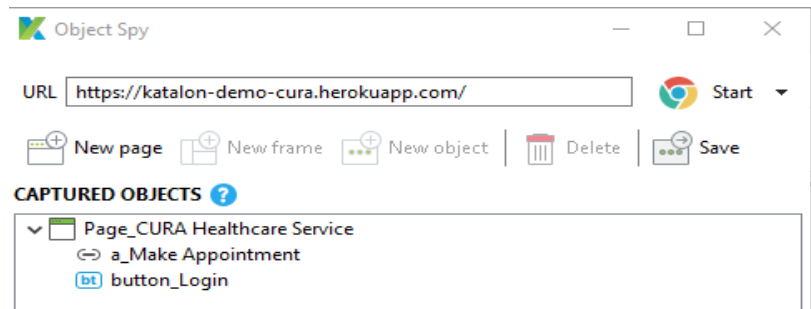 Object Spy
URL https://katalon-demo-cura.herokuapp.com/ Start
New page New frame New object Delete Save
CAPTURED OBJECTS ?
Page_CURA Healthcare Service
a_Make Appointment
bt button_Login